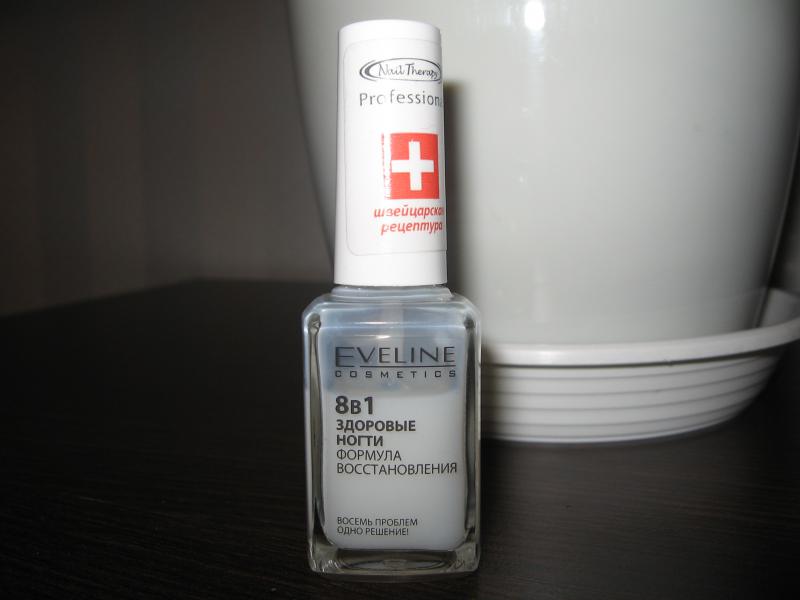 Nail Therapy
Professional
швейцарская
рецептура
EVELINE
COSMETICS
8В1
ЗДОРОВЫЕ
НОГТИ
ФОРМУЛА
ВОССТАНОВЛЕНИЯ
ВОСЕМЬ ПРОБЛЕМ
ОДНО РЕШЕНИЕ!